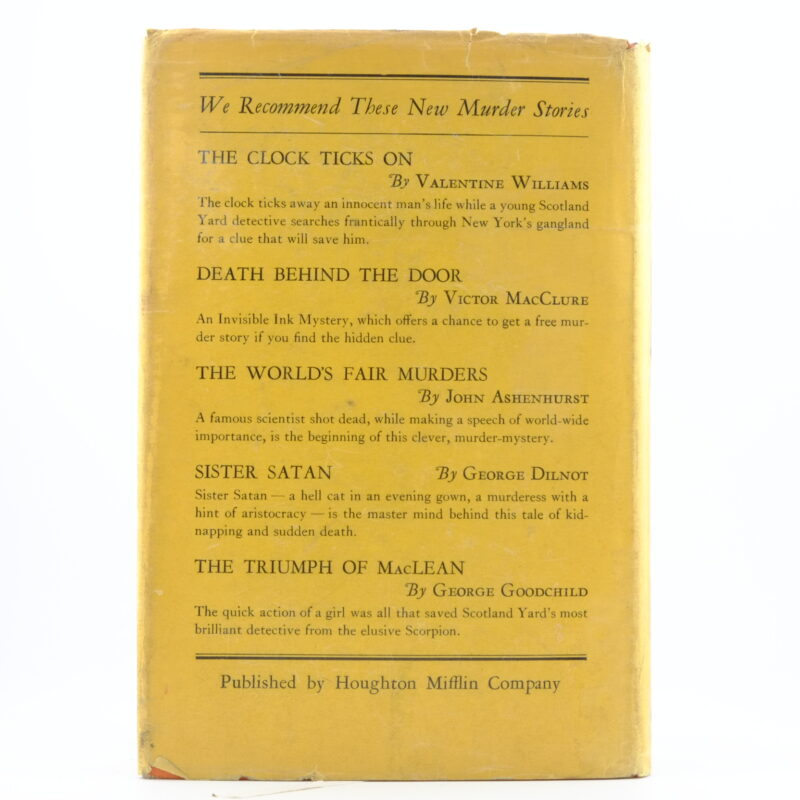 We Recommend These New Murder Stories
THE CLOCK TICKS ON
By VALENTINE WILLIAMS
The clock ticks away an innocent man's life while a young Scotland
Yard detective searches frantically through New York's gangland
for a clue that will save him.
DEATH BEHIND THE DOOR
By VICTOR MACCLURE
An Invisible Ink Mystery, which offers a chance to get a free mur-
der story if you find the hidden clue.
THE WORLD'S FAIR MURDERS
By JOHN ASHENHURST
A famous scientist shot dead, while making a speech of world-wide
importance, is the beginning of this clever, murder-mystery.
SISTER SATAN By GEORGE DILNOT
Sister Satan — a hell cat in an evening gown, a murderess with a
hint of aristocracy — is the master mind behind this tale of kid-
napping and sudden death.
THE TRIUMPH OF MacLEAN
By GEORGE GOODCHILD
The quick action of a girl was all that saved Scotland Yard's most
brilliant detective from the elusive Scorpion.
Published by Houghton Mifflin Company